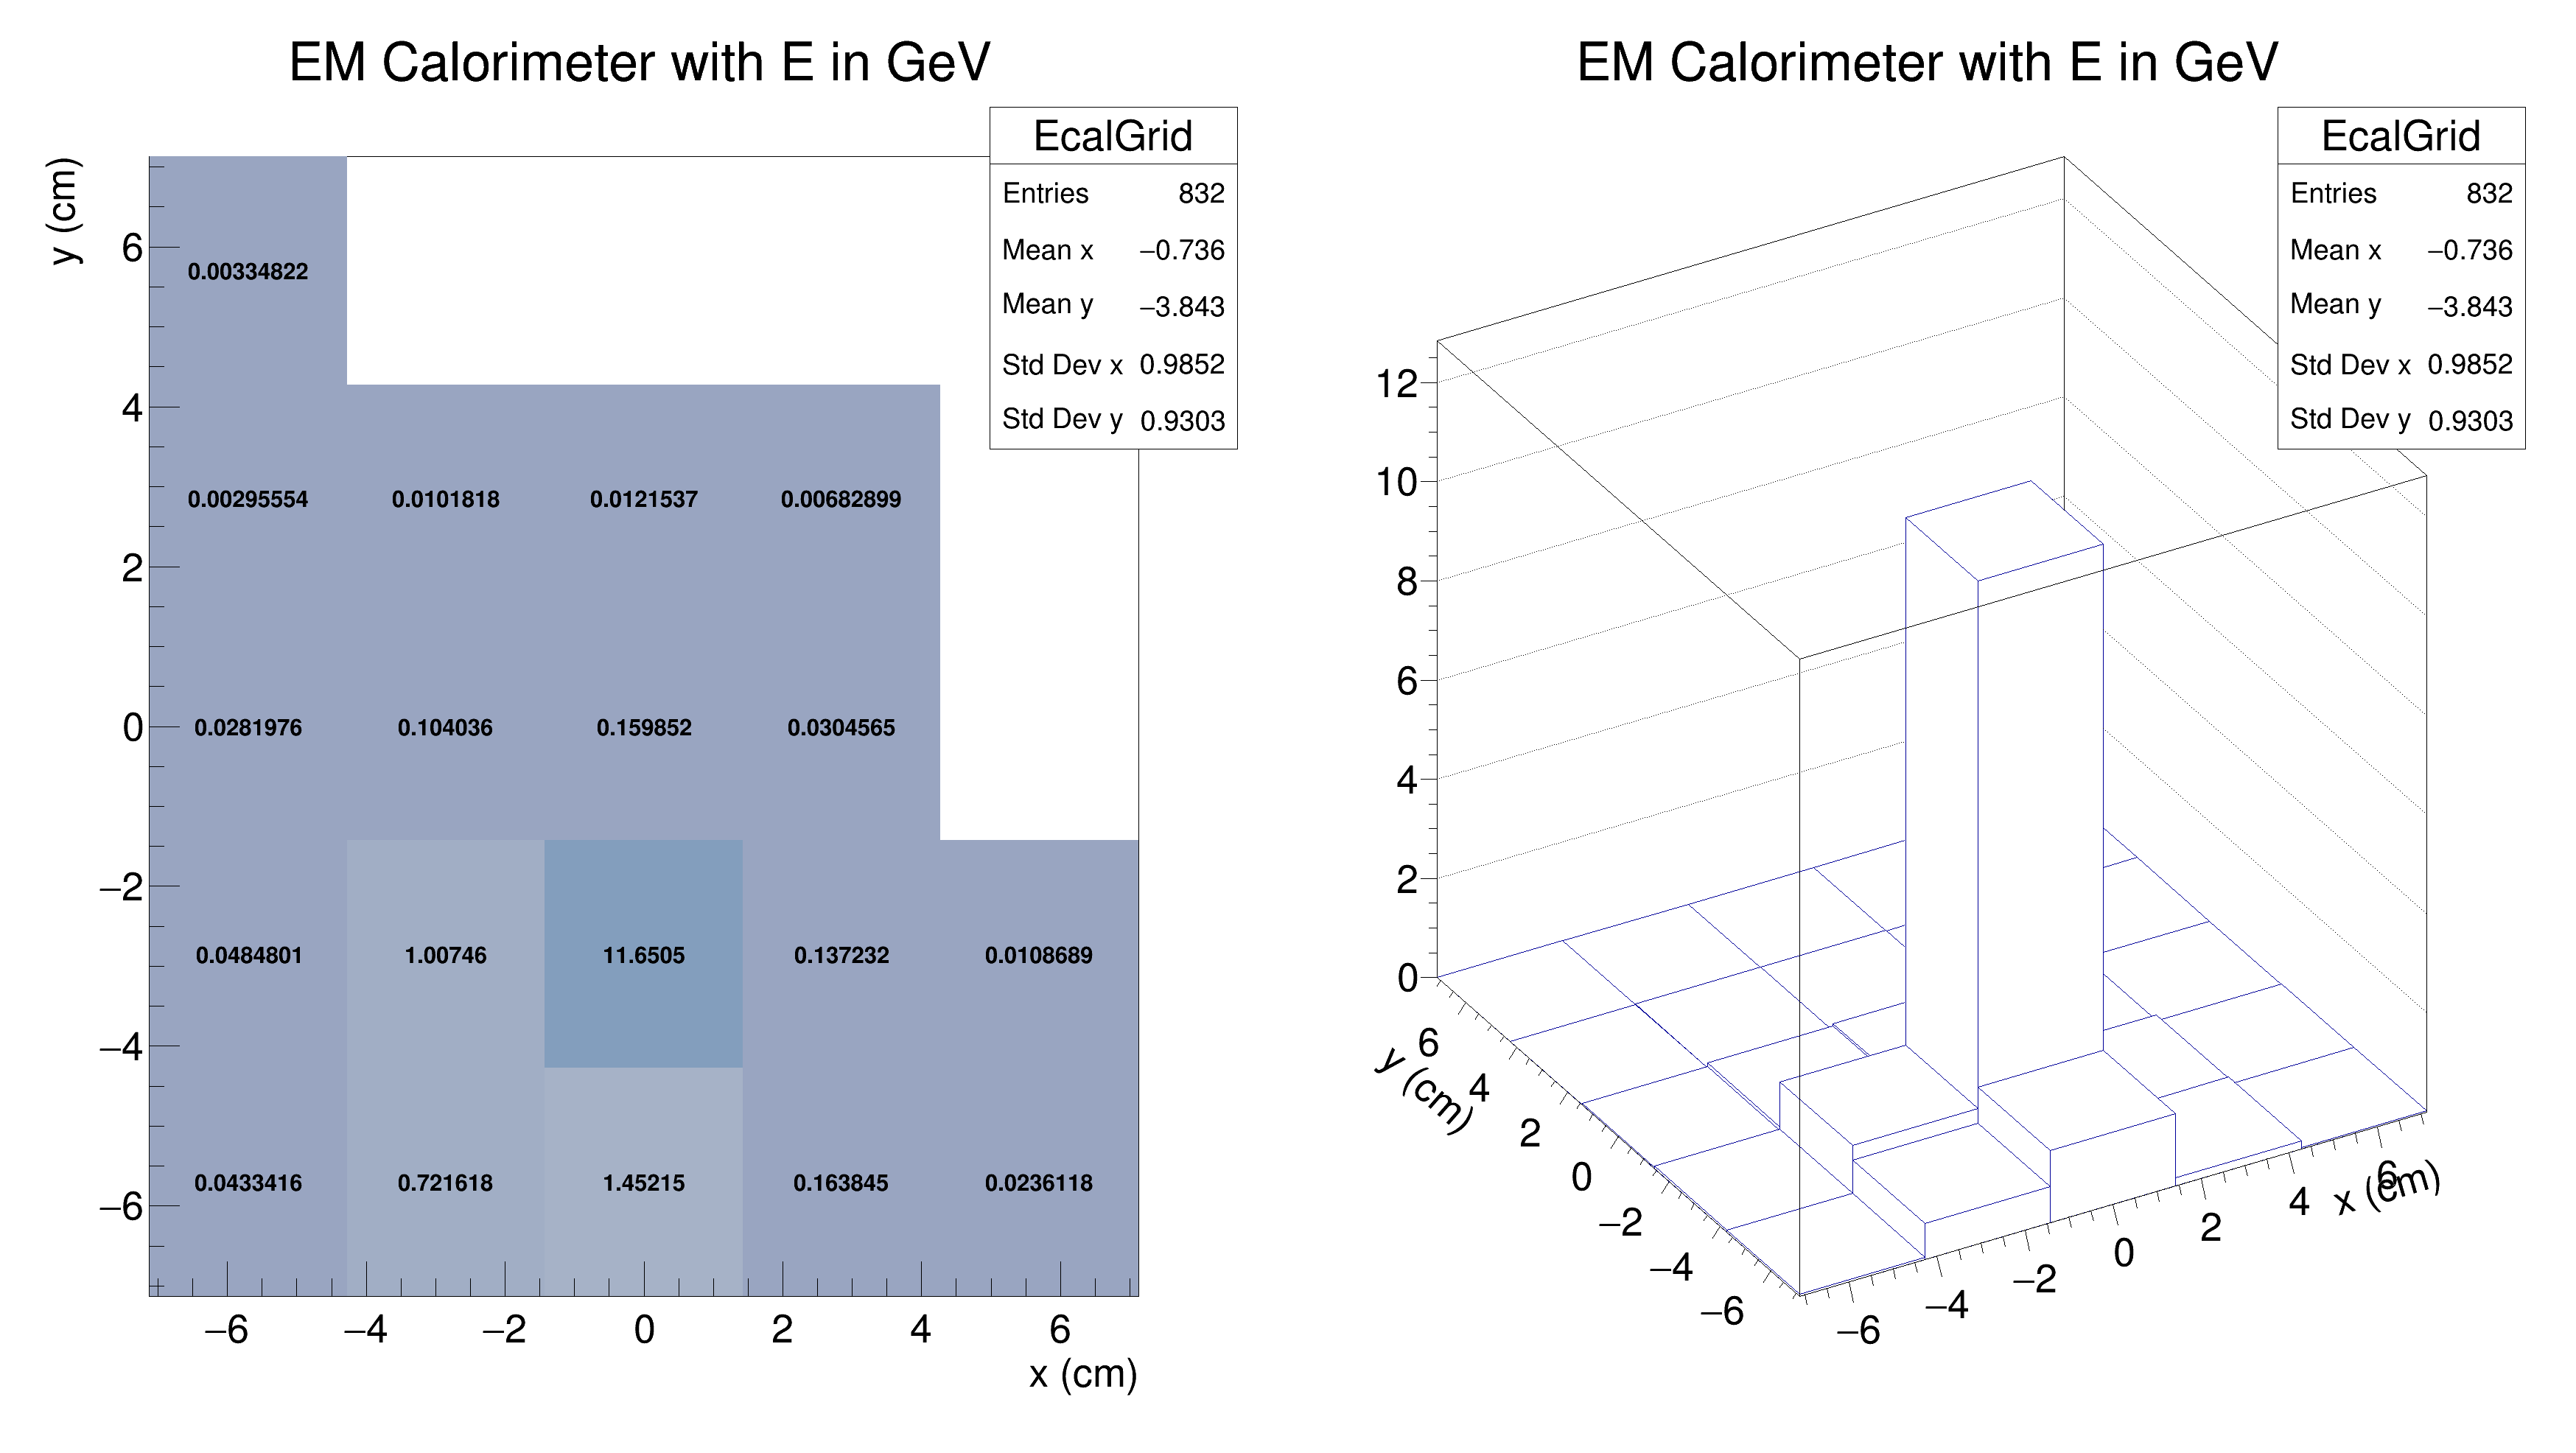 EM Calorimeter with E in GeV
EcalGrid
Entries 832
Mean x −0.736
Mean y −3.843
Std Dev x 0.9852
Std Dev y 0.9303
y (cm)
6
4
2
0
−2
−4
−6
0.00334822
0.00295554 0.0101818 0.0121537 0.00682899
0.0281976 0.104036 0.159852 0.0304565
0.0484801 1.00746 11.6505 0.137232 0.0108689
0.0433416 0.721618 1.45215 0.163845 0.0236118
−6 −4 −2 0 2 4 6
x (cm)
EM Calorimeter with E in GeV
EcalGrid
Entries 832
Mean x −0.736
Mean y −3.843
Std Dev x 0.9852
Std Dev y 0.9303
12
10
8
6
4
2
0
y (cm)
6
4
2
0
−2
−4
−6
−6 −4 −2 0 2 4 6
x (cm)